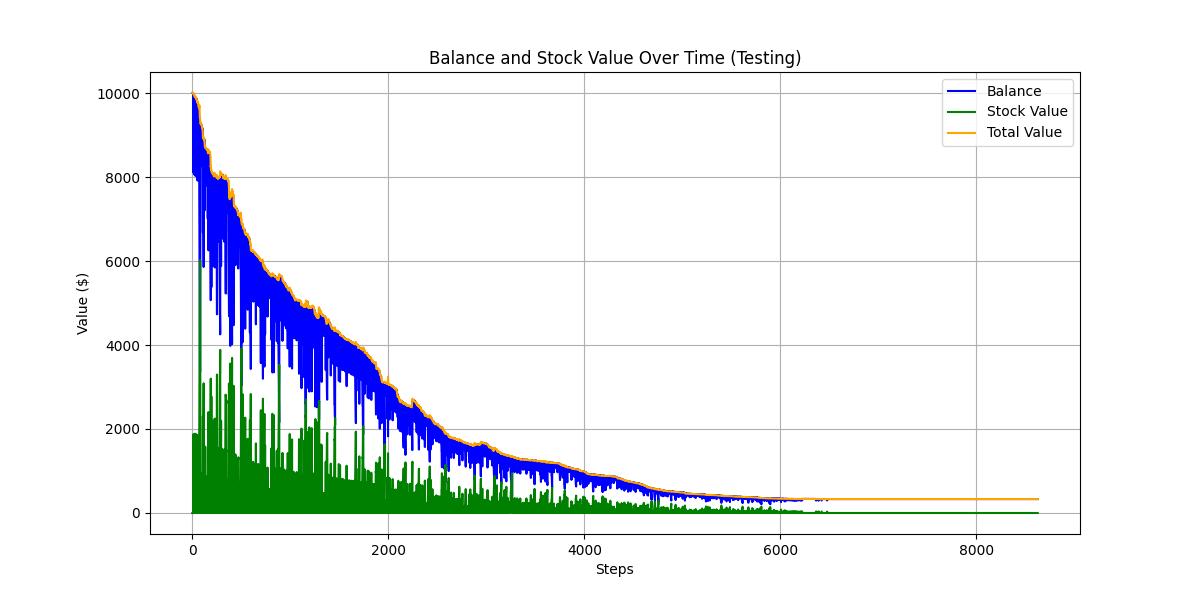 Balance and Stock Value Over Time (Testing)
Balance
Stock Value
Total Value
10000
8000
6000
4000
2000
0
Value ($)
0 2000 4000 6000 8000
Steps